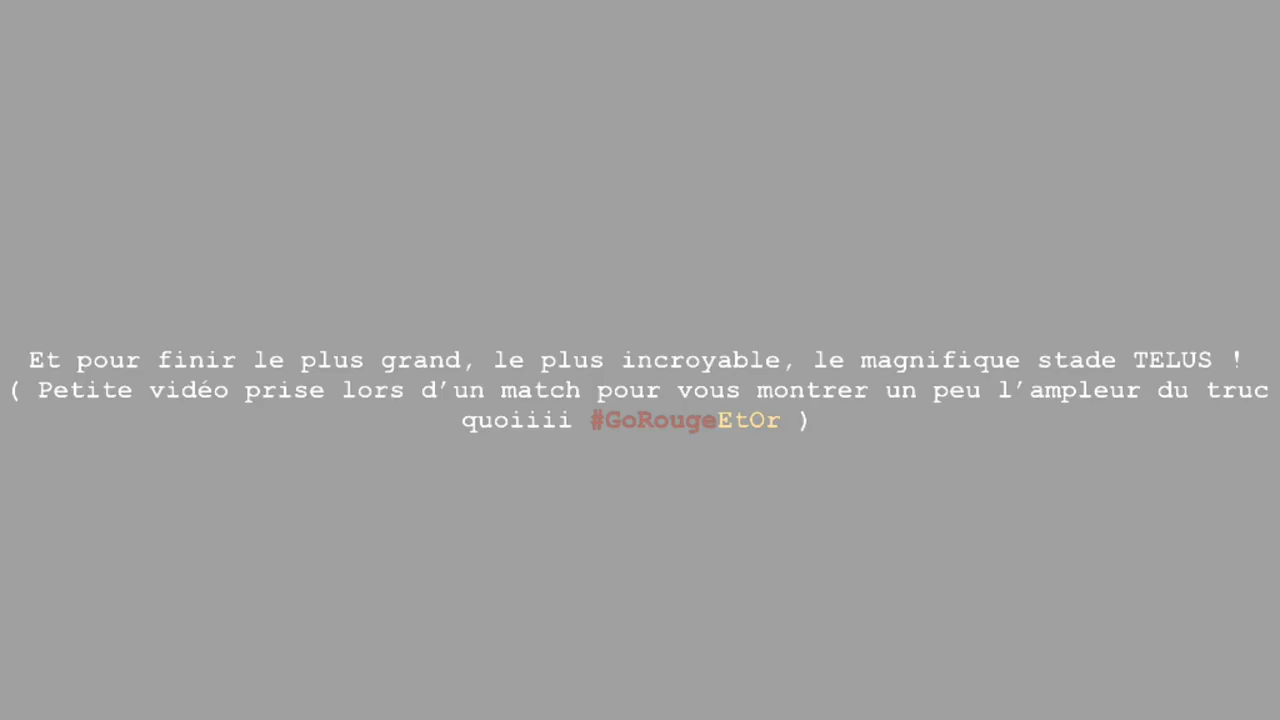 Et pour finir le plus grand, le plus incroyable, le magnifique stade TELUS !
( Petite vidéo prise lors d’un match pour vous montrer un peu l’ampleur du truc
quoiiii #GoRougeEtOr )